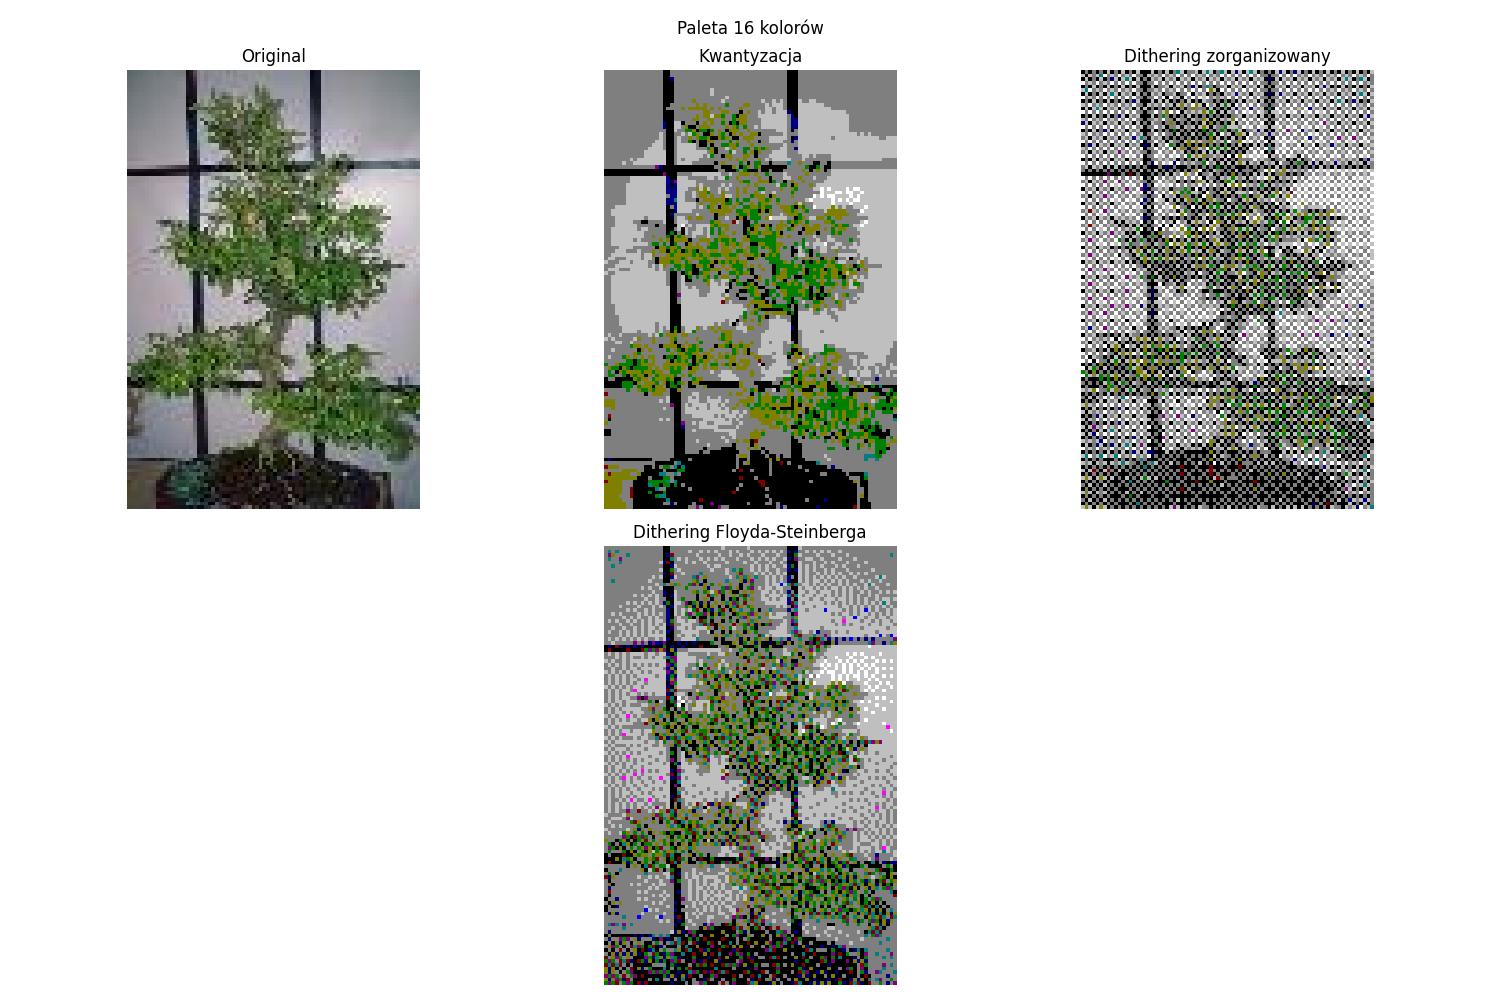 Paleta 16 kolorów
Original
Kwantyzacja
Dithering zorganizowany
Dithering Floyda-Steinberga